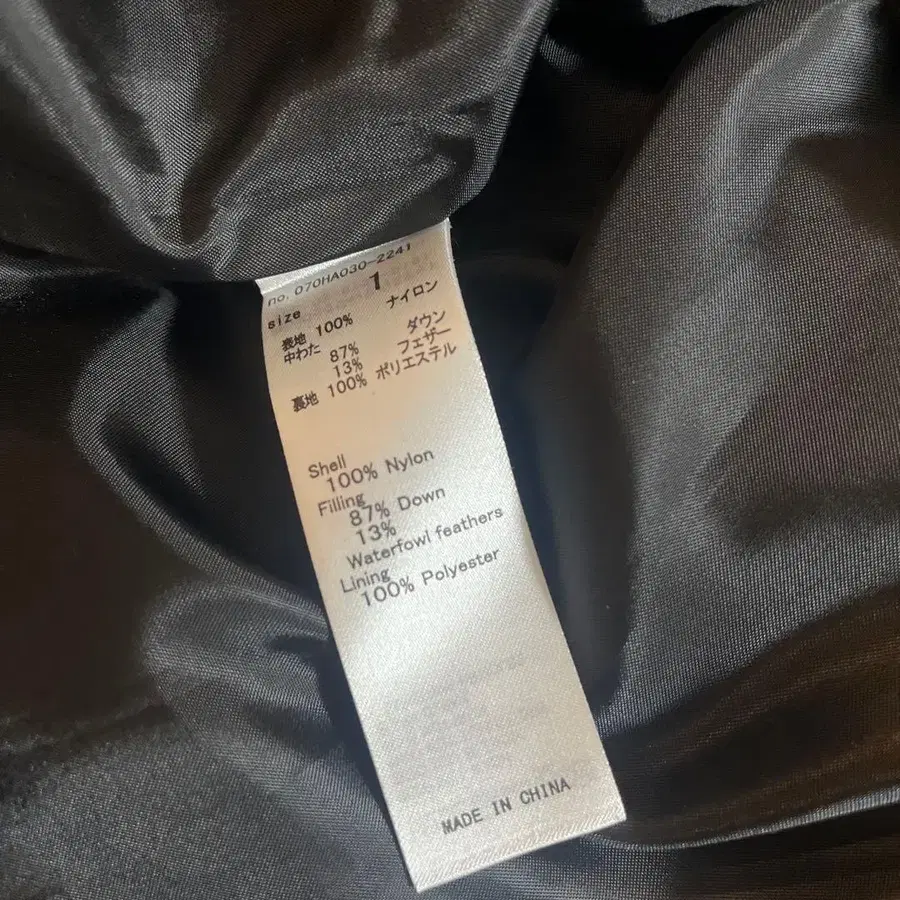 no. 070HA030-2241
size 1
表地 100% ナイロン
中わた 87% ダウン
13% フェザー
裏地 100% ポリエステル
Shell
100% Nylon
Filling
87% Down
13%
Waterfowl feathers
Lining
100% Polyester
MADE IN CHINA